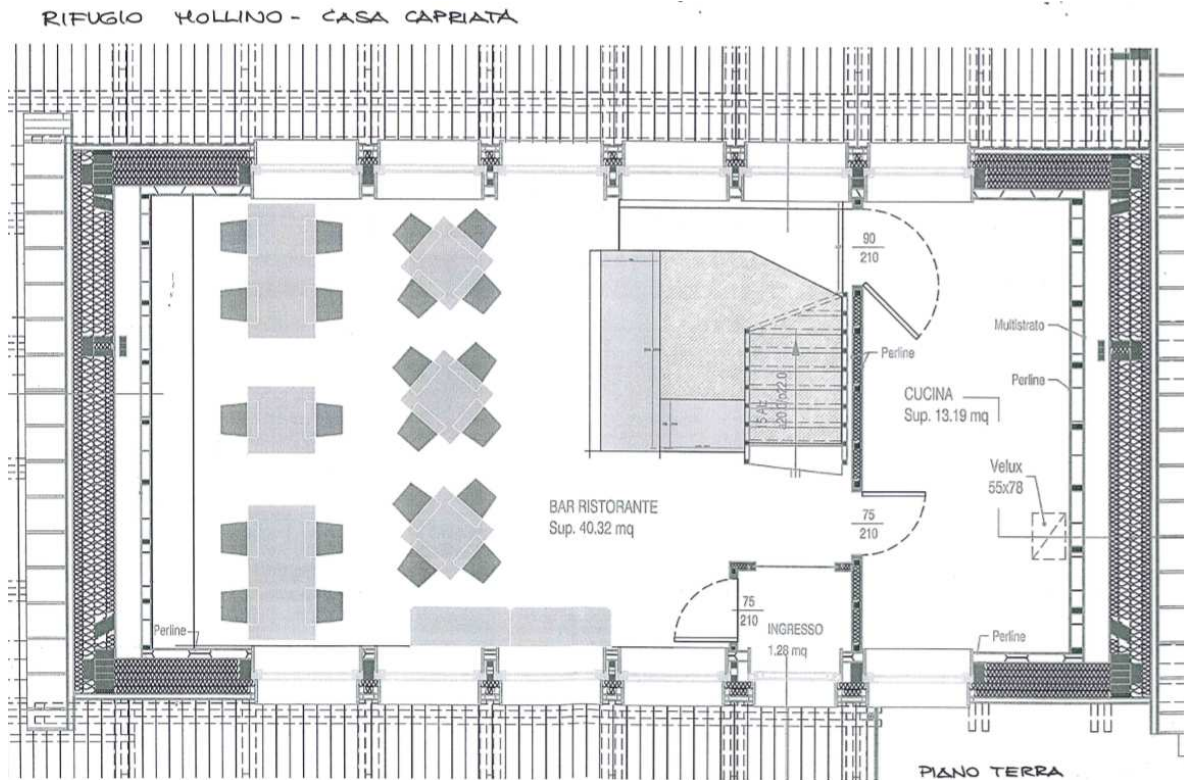 RIFUGIO MOLLINO - CASA CAPRIATA
90
210
Multistrato
Perline
Perline
CUCINA
Sup. 13.19 mq
Velux
55x78
BAR RISTORANTE
Sup. 40.32 mq
75
210
75
210
INGRESSO
1.28 mq
Perline
Perline
PIANO TERRA